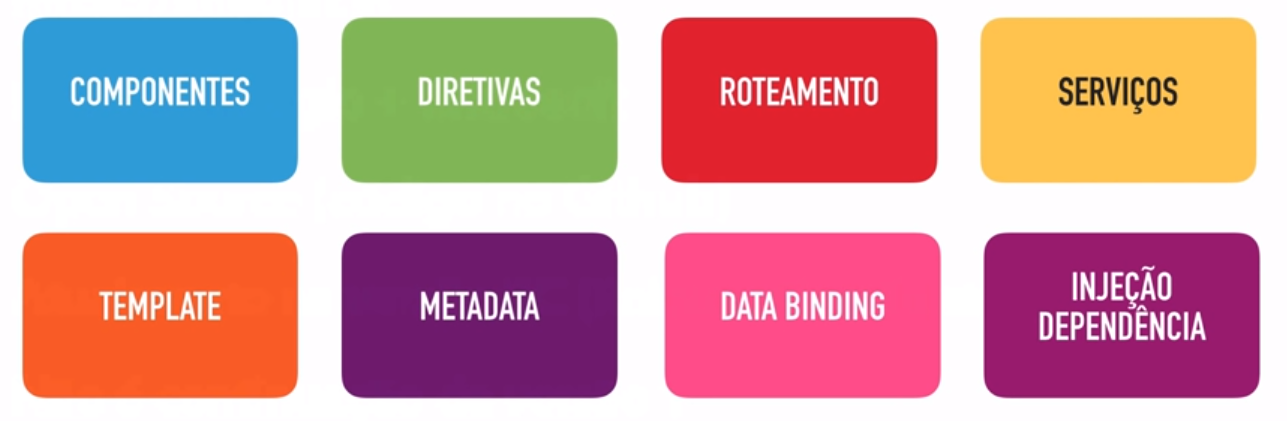 COMPONENTES
DIRETIVAS
ROTEAMENTO
SERVIÇOS
TEMPLATE
METADATA
DATA BINDING
INJEÇÃO
DEPENDÊNCIA